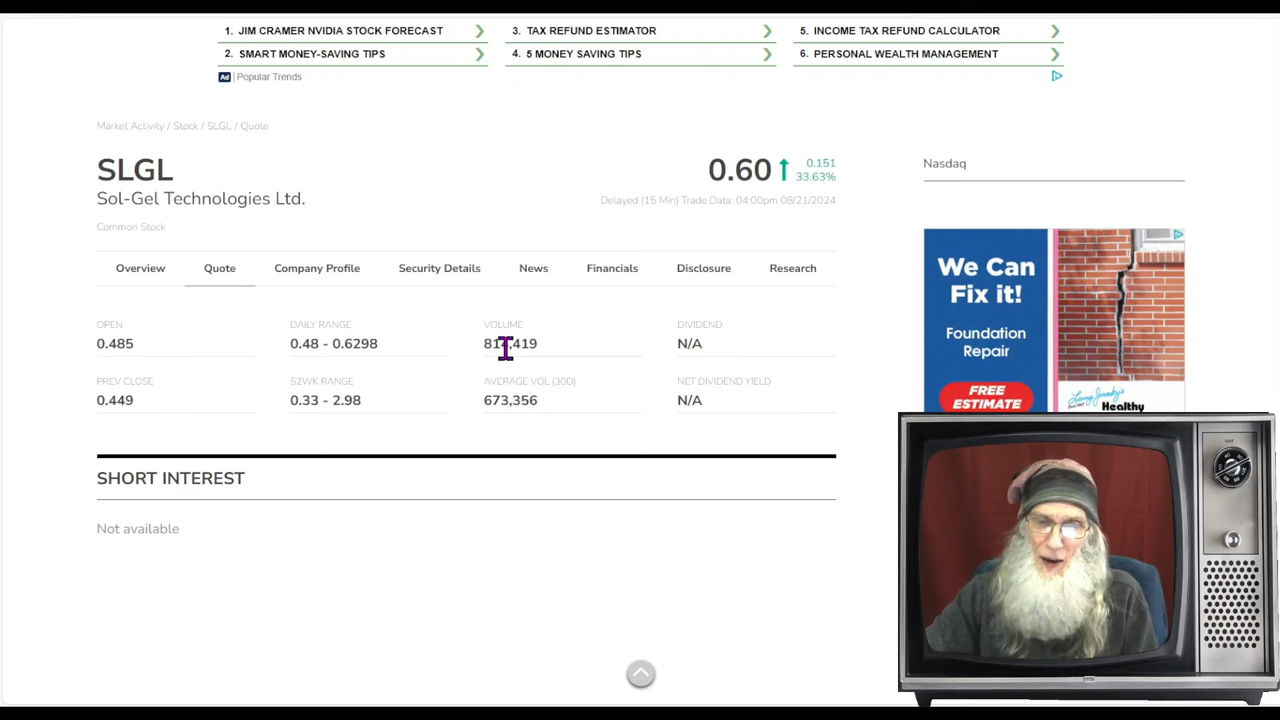 1. JIM CRAMER NVIDIA STOCK FORECAST
3. TAX REFUND ESTIMATOR
5. INCOME TAX REFUND CALCULATOR
2. SMART MONEY-SAVING TIPS
4. 5 MONEY SAVING TIPS
6. PERSONAL WEALTH MANAGEMENT
Ad | Popular Trends
Market Activity / Stock / SLGL / Quote
SLGL
Sol-Gel Technologies Ltd.
Common Stock
0.60
0.151
33.63%
Delayed (15 Min) Trade Data: 04:00pm 08/21/2024
Nasdaq
Overview Quote Company Profile Security Details News Financials Disclosure Research
OPEN
0.485
DAILY RANGE
0.48 - 0.6298
VOLUME
DIVIDEND
N/A
PREV CLOSE
0.449
52WK RANGE
0.33 - 2.98
AVERAGE VOL (30D)
673,356
NET DIVIDEND YIELD
N/A
SHORT INTEREST
Not available
We Can
Fix it!
Foundation
Repair
FREE
ESTIMATE
Healthy